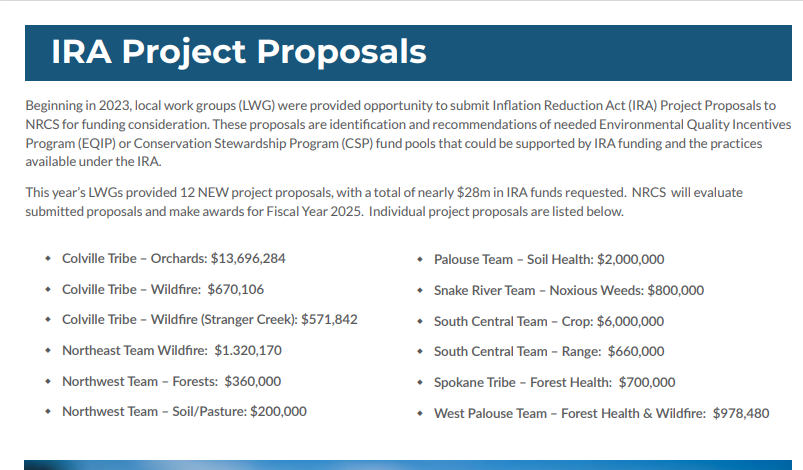 IRA Project Proposals
Beginning in 2023, local work groups (LWG) were provided opportunity to submit Inflation Reduction Act (IRA) Project Proposals to
NRCS for funding consideration. These proposals are identification and recommendations of needed Environmental Quality Incentives
Program (EQIP) or Conservation Stewardship Program (CSP) fund pools that could be supported by IRA funding and the practices
available under the IRA.
This year's LWGs provided 12 NEW project proposals, with a total of nearly $28m in IRA funds requested. NRCS will evaluate
submitted proposals and make awards for Fiscal Year 2025. Individual project proposals are listed below.
Colville Tribe – Orchards: $13,696,284
Colville Tribe – Wildfire: $670,106
Colville Tribe – Wildfire (Stranger Creek): $571,842
Northeast Team Wildfire: $1.320,170
Northwest Team – Forests: $360,000
Northwest Team – Soil/Pasture: $200,000
Palouse Team – Soil Health: $2,000,000
Snake River Team – Noxious Weeds: $800,000
South Central Team – Crop: $6,000,000
South Central Team – Range: $660,000
Spokane Tribe – Forest Health: $700,000
West Palouse Team – Forest Health & Wildfire: $978,480